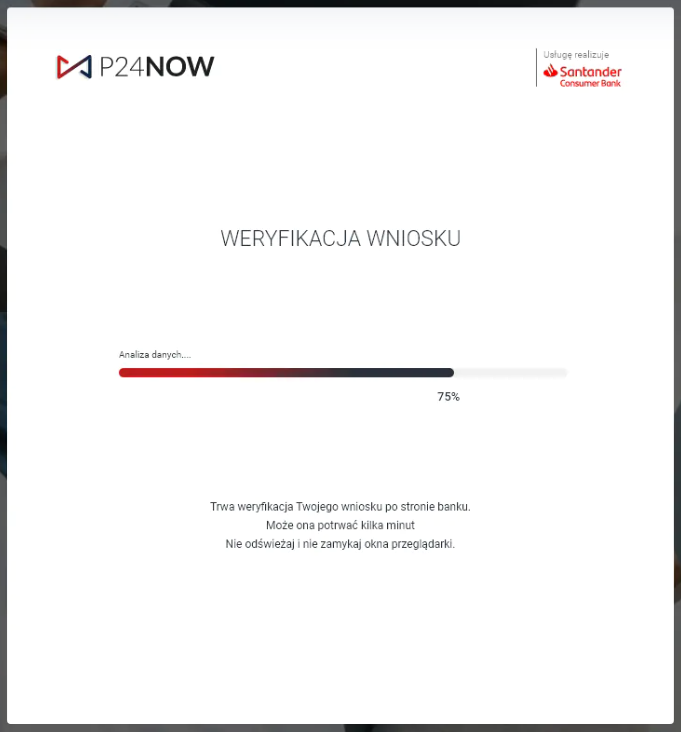 P24NOW
Usługę realizuje
Santander
Consumer Bank
WERYFIKACJA WNIOSKU
Analiza danych....
75%
Trwa weryfikacja Twojego wniosku po stronie banku.
Może ona potrwać kilka minut
Nie odświeżaj i nie zamykaj okna przeglądarki.